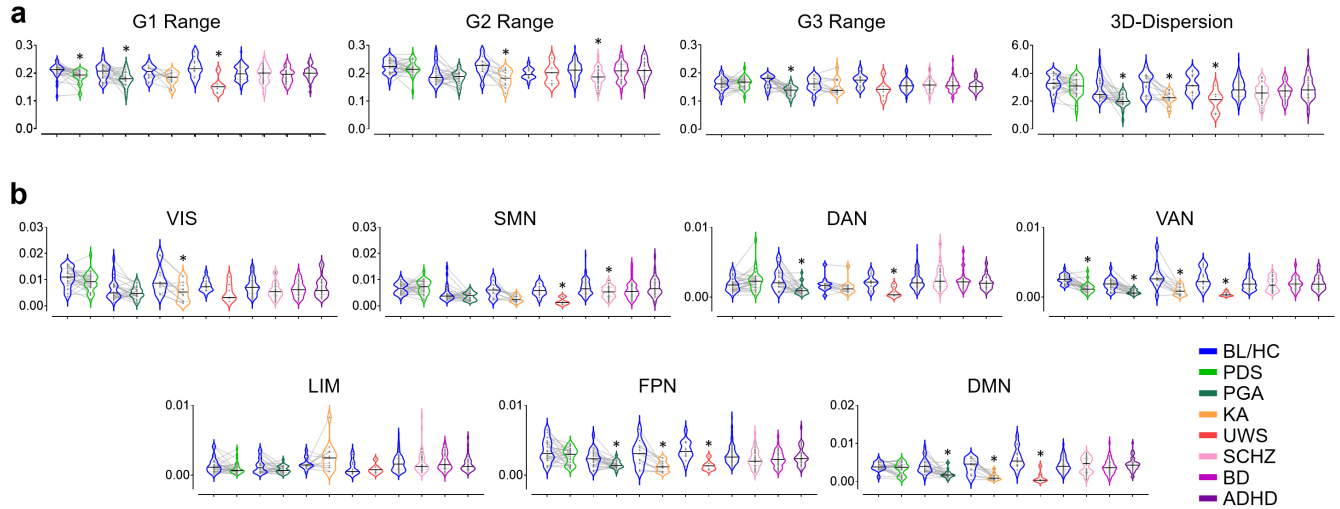 a
G1 Range
G2 Range
G3 Range
3D-Dispersion
0.3
0.2
0.1
0.0
*
*
*
0.3
0.2
0.1
0.0
*
*
0.3
0.2
0.1
0.0
*
6.0
4.0
2.0
0.0
*
*
*
b
VIS
SMN
DAN
VAN
0.03
0.02
0.01
0.00
*
0.03
0.02
0.01
0.00
*
*
0.01
0.00
*
*
0.01
0.00
*
*
*
*
LIM
FPN
DMN
0.01
0.00
0.01
0.00
*
*
*
0.02
0.01
0.00
*
*
*
BL/HC
PDS
PGA
KA
UWS
SCHZ
BD
ADHD